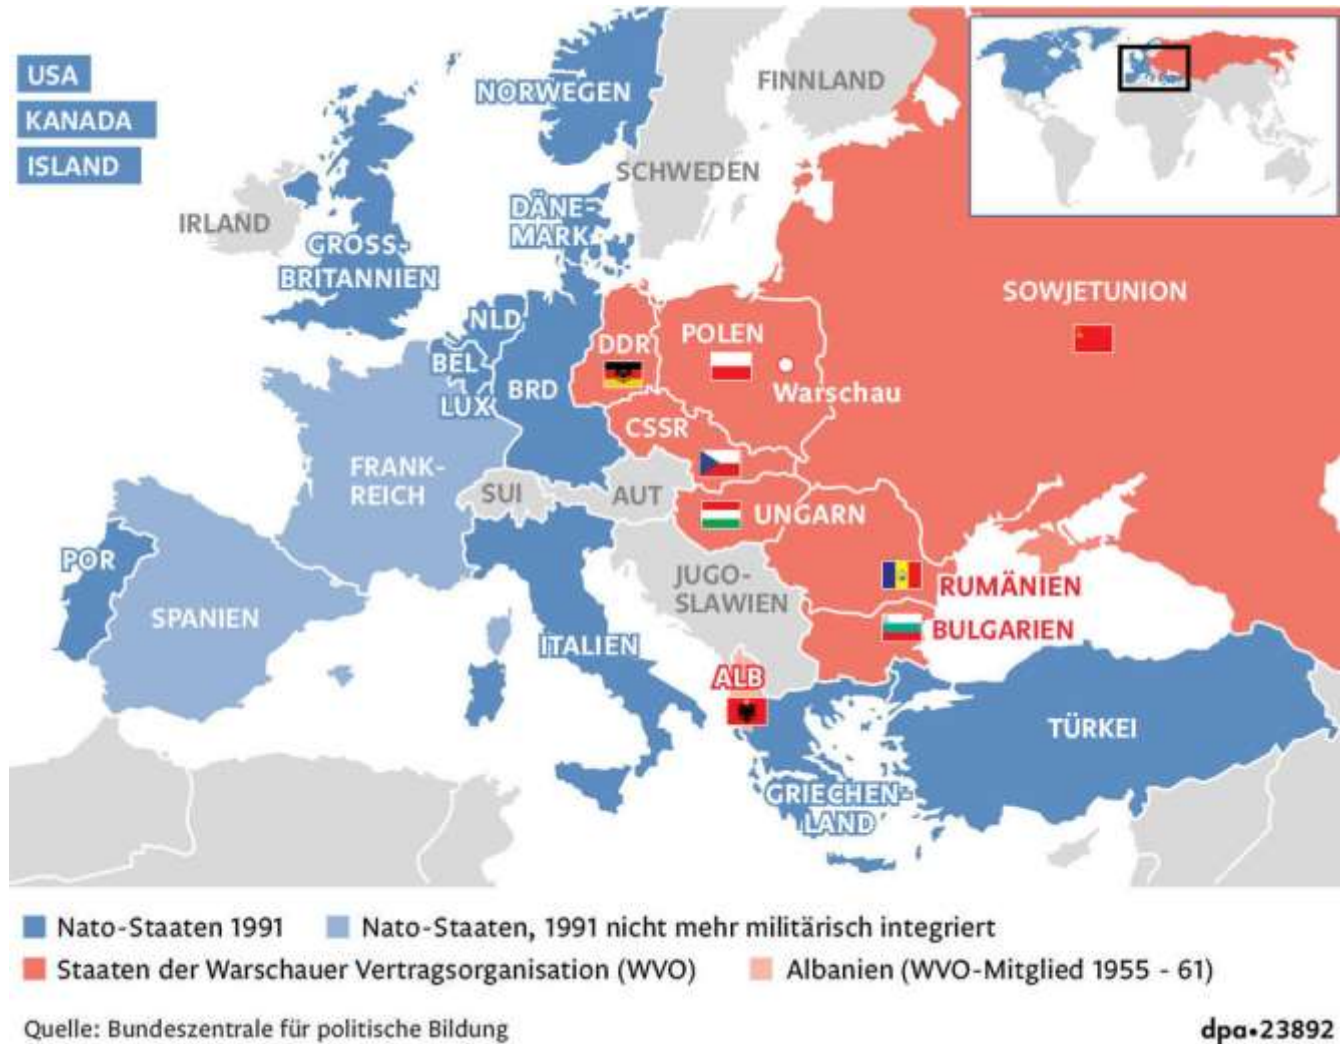 USA
KANADA
ISLAND
NORWEGEN
FINNLAND
SCHWEDEN
IRLAND
DÄNE-
MARK
GROSS-
BRITANNIEN
SOWJETUNION
NLD
DDR
POLEN
BEL
BRD
Warschau
LUX
CSSR
FRANK-
REICH
SUI
AUT
UNGARN
POR
JUGO-
SLAWIEN
RUMÄNIEN
SPANIEN
BULGARIEN
ITALIEN
ALB
TÜRKEI
GRIECHEN-
LAND
Nato-Staaten 1991
Nato-Staaten, 1991 nicht mehr militärisch integriert
Staaten der Warschauer Vertragsorganisation (WVO)
Albanien (WVO-Mitglied 1955 - 61)
Quelle: Bundeszentrale für politische Bildung
dpa•23892